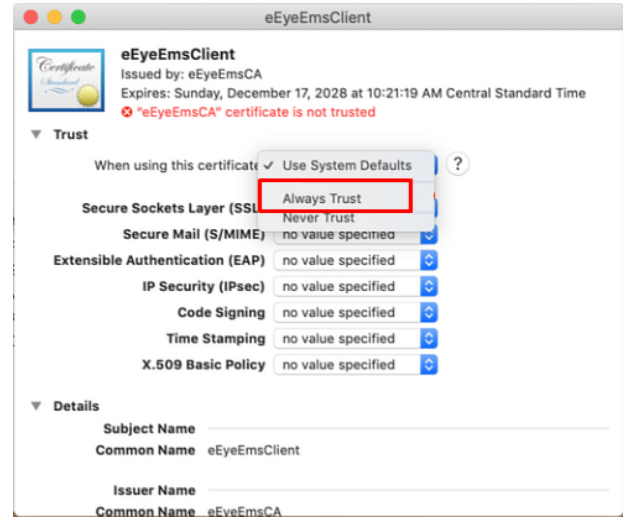 eEyeEmsClient
Certificate
Standard
eEyeEmsClient
Issued by: eEyeEmsCA
Expires: Sunday, December 17, 2028 at 10:21:19 AM Central Standard Time
"eEyeEmsCA" certificate is not trusted
Trust
When using this certificate ✓ Use System Defaults ?
Always Trust
Never Trust
Secure Sockets Layer (SSL
Secure Mail (S/MIME) no value specified
Extensible Authentication (EAP) no value specified
IP Security (IPsec) no value specified
Code Signing no value specified
Time Stamping no value specified
X.509 Basic Policy no value specified
Details
Subject Name
Common Name eEyeEmsClient
Issuer Name
Common Name eEyeEmsCA